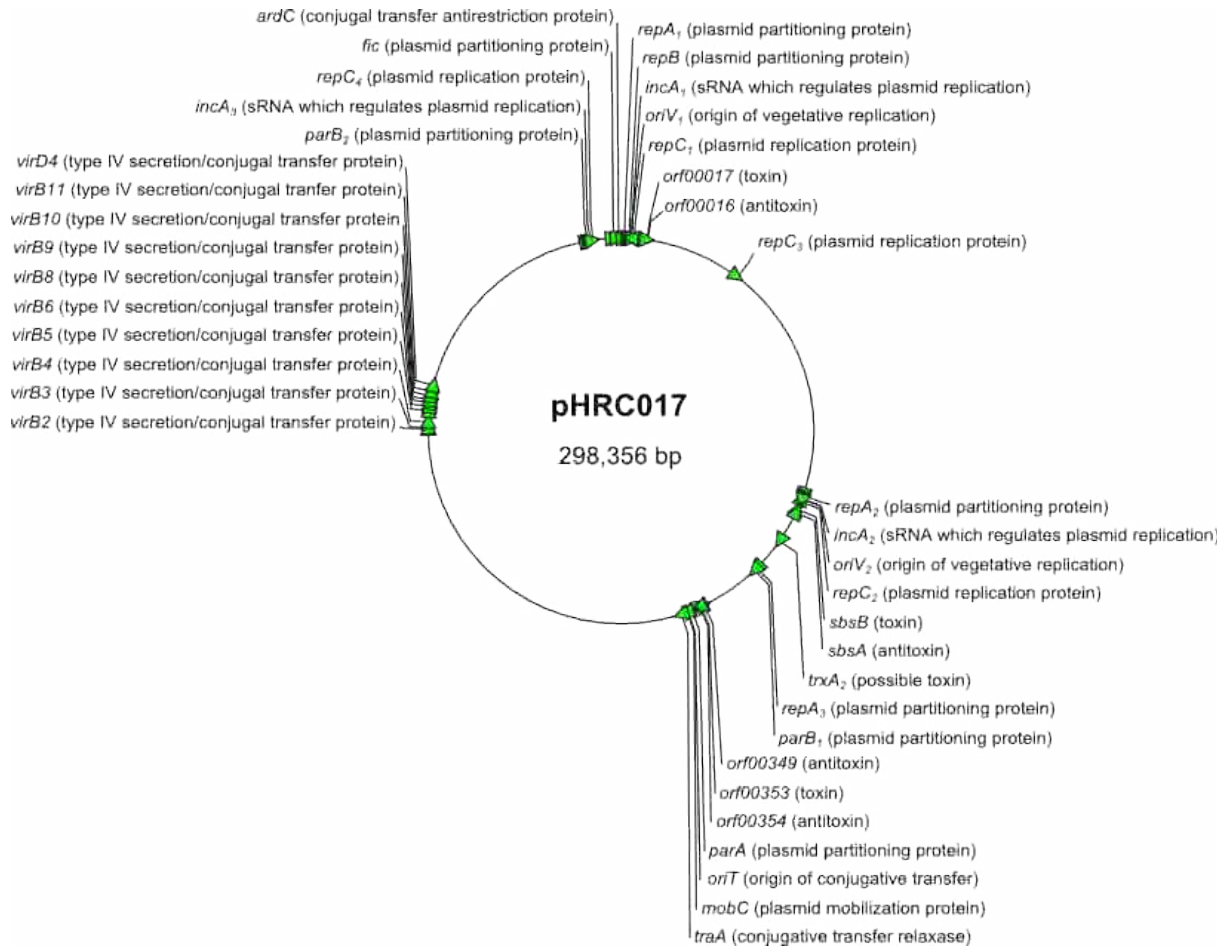 ardC (conjugal transfer antirestriction protein)
fic (plasmid partitioning protein)
repC₄ (plasmid replication protein)
incA₃ (sRNA which regulates plasmid replication)
parB₂ (plasmid partitioning protein)
virD4 (type IV secretion/conjugal transfer protein)
virB11 (type IV secretion/conjugal tranfer protein)
virB10 (type IV secretion/conjugal transfer protein
virB9 (type IV secretion/conjugal transfer protein)
virB8 (type IV secretion/conjugal transfer protein)
virB6 (type IV secretion/conjugal transfer protein)
virB5 (type IV secretion/conjugal transfer protein)
virB4 (type IV secretion/conjugal transfer protein)
virB3 (type IV secretion/conjugal transfer protein)
virB2 (type IV secretion/conjugal transfer protein)
repA₁ (plasmid partitioning protein)
repB (plasmid partitioning protein)
incA₁ (sRNA which regulates plasmid replication)
oriV₁ (origin of vegetative replication)
repC₁ (plasmid replication protein)
orf00017 (toxin)
orf00016 (antitoxin)
repC₃ (plasmid replication protein)
pHRC017
298,356 bp
repA₂ (plasmid partitioning protein)
incA₂ (sRNA which regulates plasmid replication)
oriV₂ (origin of vegetative replication)
repC₂ (plasmid replication protein)
sbsB (toxin)
sbsA (antitoxin)
trxA₂ (possible toxin)
repA₃ (plasmid partitioning protein)
parB₁ (plasmid partitioning protein)
orf00349 (antitoxin)
orf00353 (toxin)
orf00354 (antitoxin)
parA (plasmid partitioning protein)
oriT (origin of conjugative transfer)
mobC (plasmid mobilization protein)
traA (conjugative transfer relaxase)